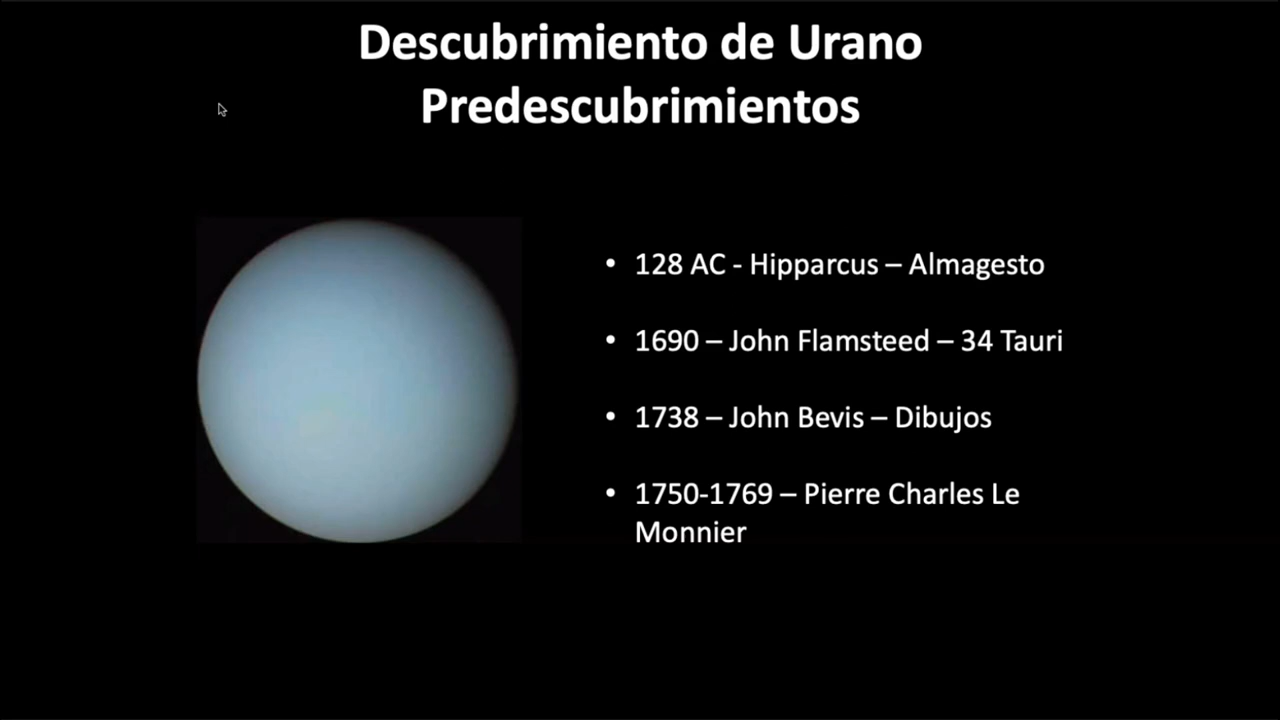 Descubrimiento de Urano
Predescubrimientos
• 128 AC - Hipparcus – Almagesto
• 1690 – John Flamsteed – 34 Tauri
• 1738 – John Bevis – Dibujos
• 1750-1769 – Pierre Charles Le
Monnier